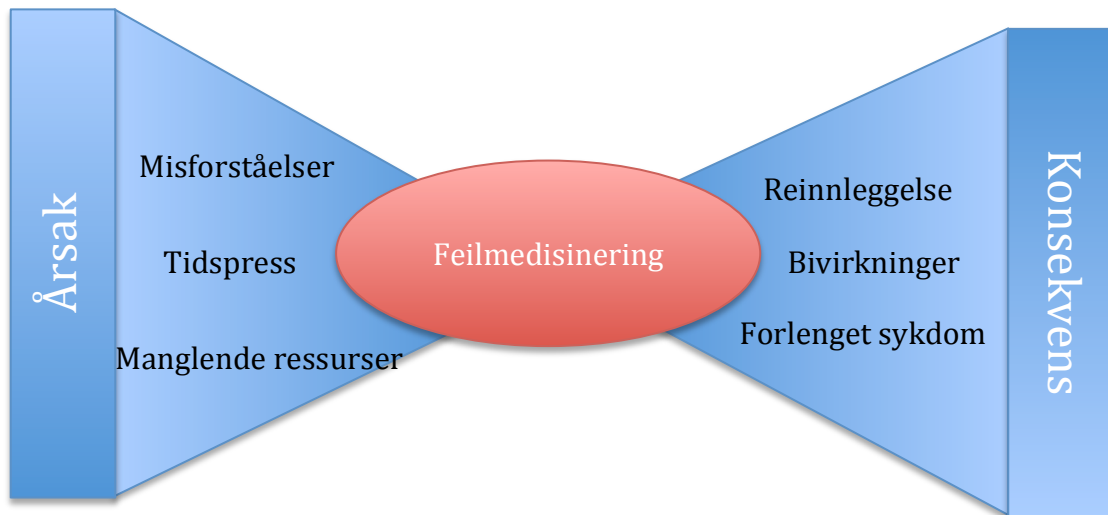 Årsak
Misforståelser
Tidspress
Manglende ressurser
Feilmedisinering
Reinnleggelse
Bivirkninger
Forlenget sykdom
Konsekvens